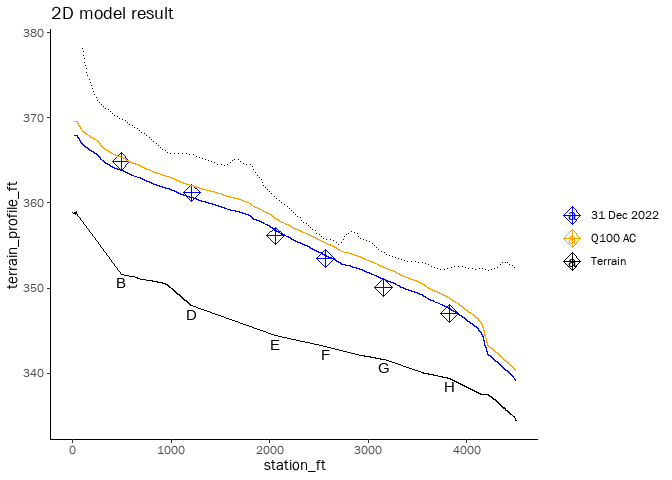 2D model result
380
370
360
350
340
terrain_profile_ft
B
D
E
F
G
H
0
1000
2000
3000
4000
station_ft
31 Dec 2022
Q100 AC
Terrain